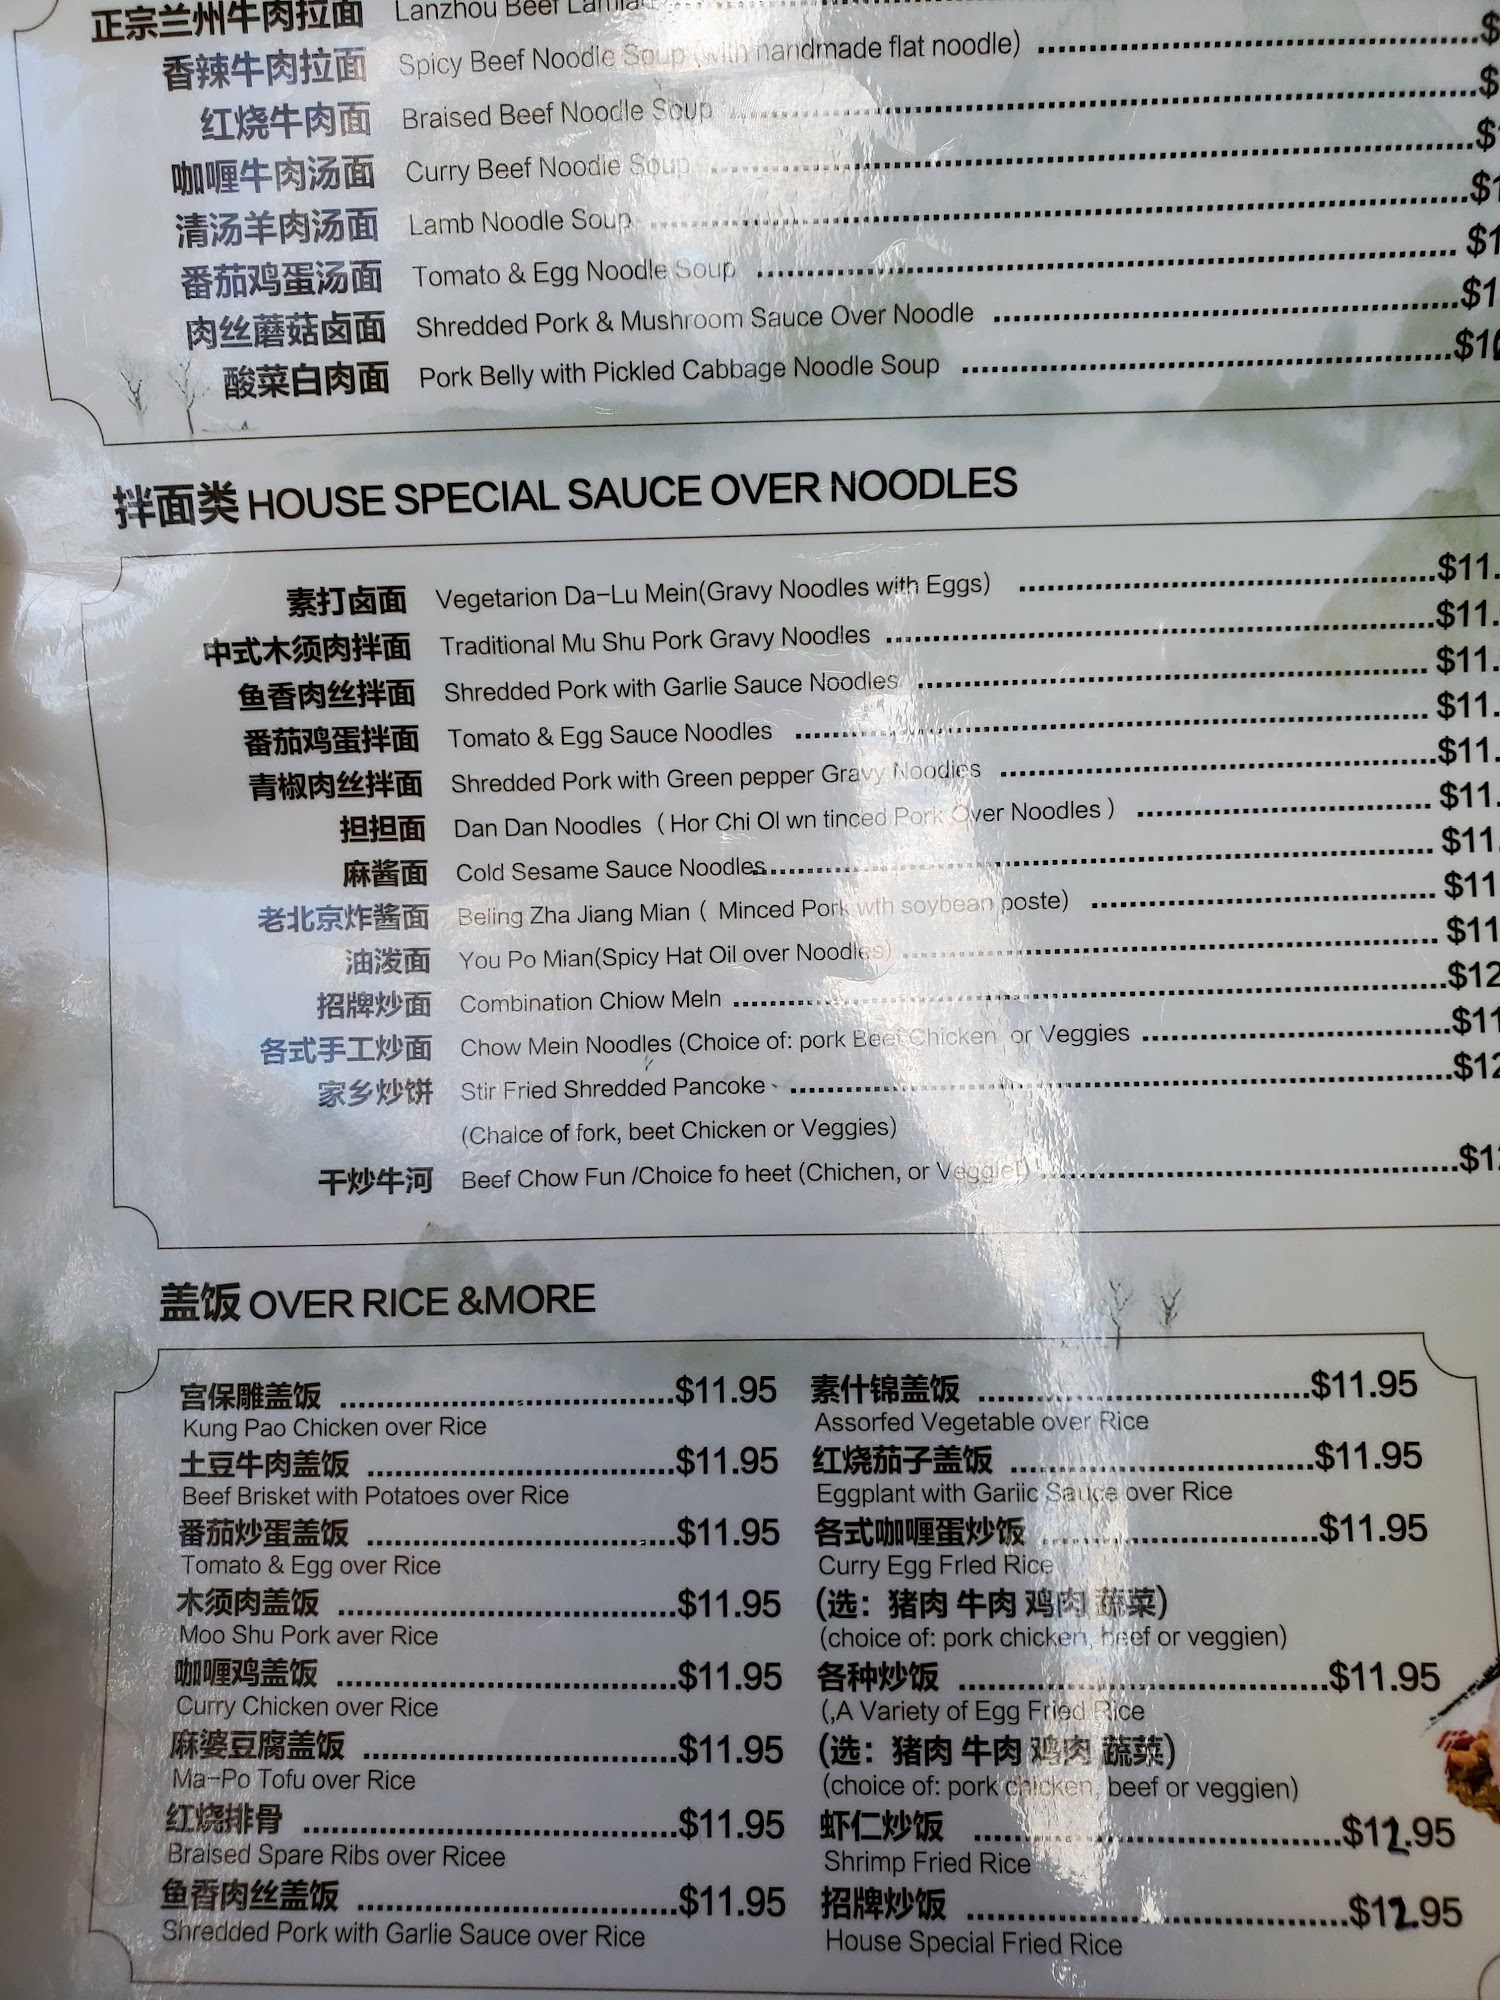 正宗兰州牛肉拉面 Lanzhou Beef
香辣牛肉拉面 Spicy Beef Noodle Soup (with handmade flat noodle) $
红烧牛肉面 Braised Beef Noodle Soup $
咖喱牛肉汤面 Curry Beef Noodle Soup $
清汤羊肉汤面 Lamb Noodle Soup $1
番茄鸡蛋汤面 Tomato & Egg Noodle Soup $1
肉丝蘑菇卤面 Shredded Pork & Mushroom Sauce Over Noodle $1
酸菜白肉面 Pork Belly with Pickled Cabbage Noodle Soup $10
拌面类 HOUSE SPECIAL SAUCE OVER NOODLES
素打卤面 Vegetarion Da-Lu Mein(Gravy Noodles with Eggs) $11.
中式木须肉拌面 Traditional Mu Shu Pork Gravy Noodles $11.
鱼香肉丝拌面 Shredded Pork with Garlie Sauce Noodles $11.
番茄鸡蛋拌面 Tomato & Egg Sauce Noodles $11.
青椒肉丝拌面 Shredded Pork with Green pepper Gravy Noodies $11.
担担面 Dan Dan Noodles ( Hor Chi Ol wn tinced Pork Over Noodles ) $11.
麻酱面 Cold Sesame Sauce Noodles $11.
老北京炸酱面 Beling Zha Jiang Mian ( Minced Pork wth soybean poste) $11
油泼面 You Po Mian(Spicy Hat Oil over Noodles) $11
招牌炒面 Combination Chiow Meln $12
各式手工炒面 Chow Mein Noodles (Choice of: pork Beef Chicken or Veggies $11
家乡炒饼 Stir Fried Shredded Pancoke $12
(Chalce of fork, beet Chicken or Veggies)
干炒牛河 Beef Chow Fun /Choice fo heet (Chichen, or $12
盖饭 OVER RICE &MORE
宫保雕盖饭 $11.95
Kung Pao Chicken over Rice
土豆牛肉盖饭 $11.95
Beef Brisket with Potatoes over Rice
番茄炒蛋盖饭 $11.95
Tomato & Egg over Rice
木须肉盖饭 $11.95
Moo Shu Pork aver Rice
咖喱鸡盖饭 $11.95
Curry Chicken over Rice
麻婆豆腐盖饭 $11.95
Ma-Po Tofu over Rice
红烧排骨 $11.95
Braised Spare Ribs over Ricee
鱼香肉丝盖饭 $11.95
Shredded Pork with Garlie Sauce over Rice
素什锦盖饭 $11.95
Assorfed Vegetable over Rice
红烧茄子盖饭 $11.95
Eggplant with Gariic Sauce over Rice
各式咖喱蛋炒饭 $11.95
Curry Egg Frled Rice
(选：猪肉 牛肉 鸡肉 蔬菜)
(choice of: pork chicken, beef or veggien)
各种炒饭 $11.95
(,A Variety of Egg Fried Rice
(选：猪肉 牛肉 鸡肉 蔬菜)
(choice of: pork chicken, beef or veggien)
虾仁炒饭 $12.95
Shrimp Fried Rice
招牌炒饭 $12.95
House Special Fried Rice